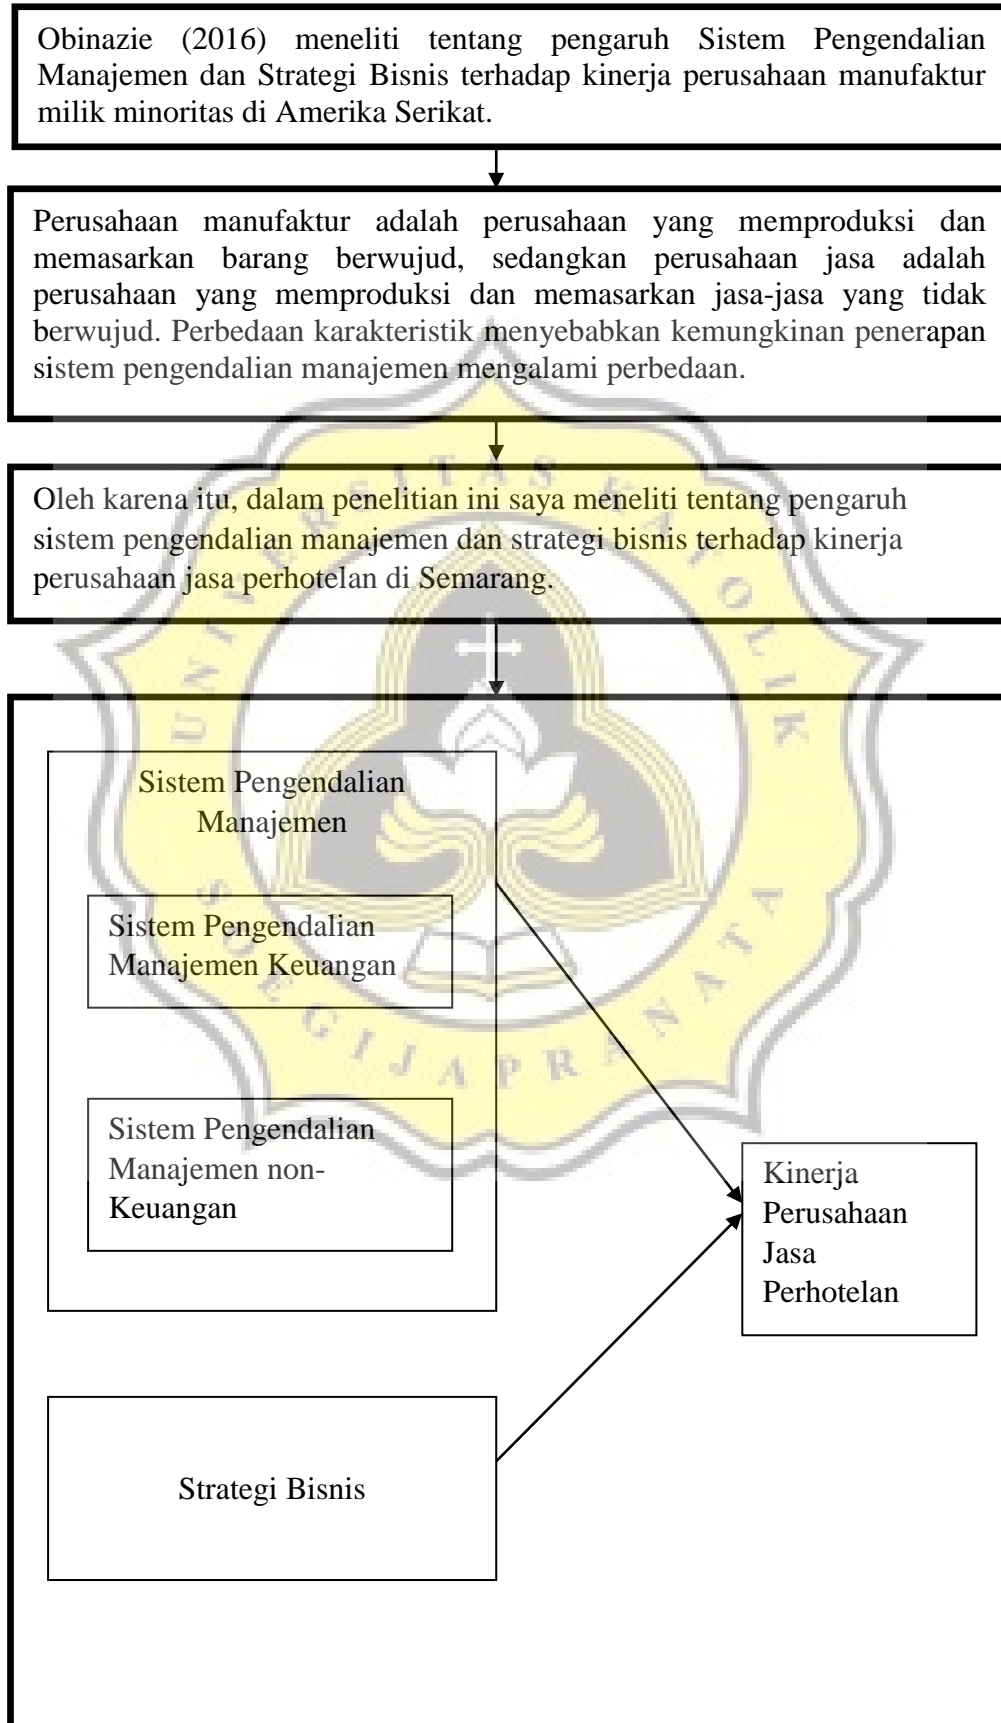 Obinazie (2016) meneliti tentang pengaruh Sistem Pengendalian
Manajemen dan Strategi Bisnis terhadap kinerja perusahaan manufaktur
milik minoritas di Amerika Serikat.
Perusahaan manufaktur adalah perusahaan yang memproduksi dan
memasarkan barang berwujud, sedangkan perusahaan jasa adalah
perusahaan yang memproduksi dan memasarkan jasa-jasa yang tidak
berwujud. Perbedaan karakteristik menyebabkan kemungkinan penerapan
sistem pengendalian manajemen mengalami perbedaan.
Oleh karena itu, dalam penelitian ini saya meneliti tentang pengaruh
sistem pengendalian manajemen dan strategi bisnis terhadap kinerja
perusahaan jasa perhotelan di Semarang.
UNIVERSITAS KATOLIK
SOEGIJAPRANATA
Sistem Pengendalian
Manajemen
Sistem Pengendalian
Manajemen Keuangan
Sistem Pengendalian
Manajemen non-
Keuangan
Kinerja
Perusahaan
Jasa
Perhotelan
Strategi Bisnis